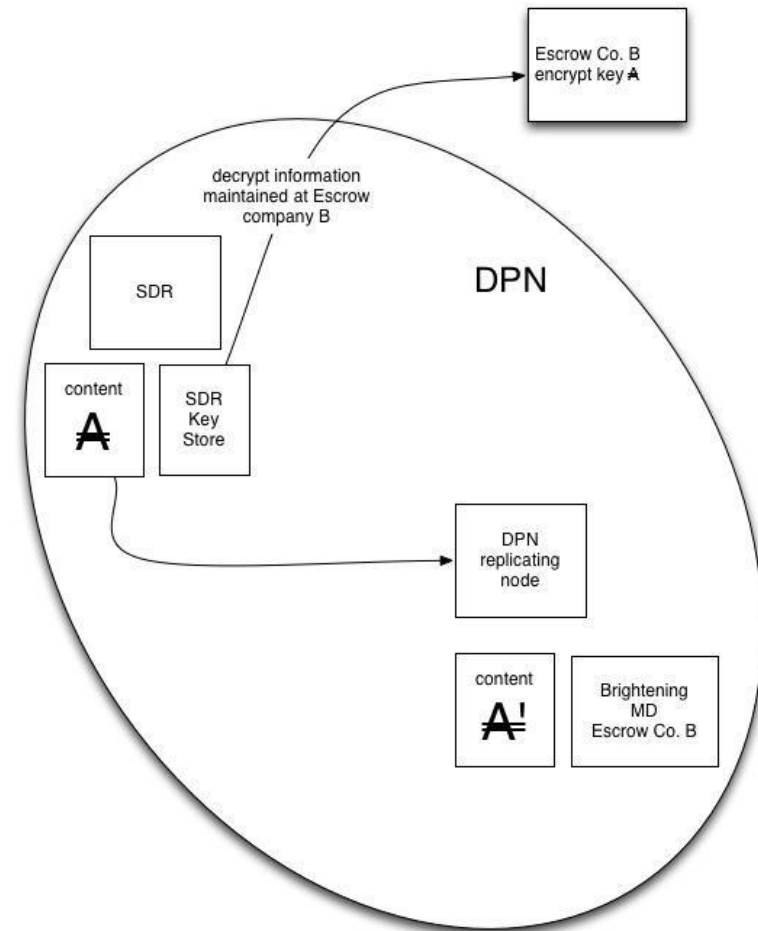 Escrow Co. B
encrypt key A̶
decrypt information
maintained at Escrow
company B
DPN
SDR
content
A̶
SDR
Key
Store
DPN
replicating
node
content
A̶'
Brightening
MD
Escrow Co. B